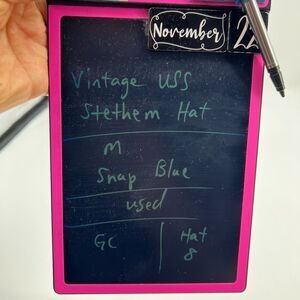 November 22
Vintage USS
Stethem Hat
M
Snap Blue
used
GC
Hat
8